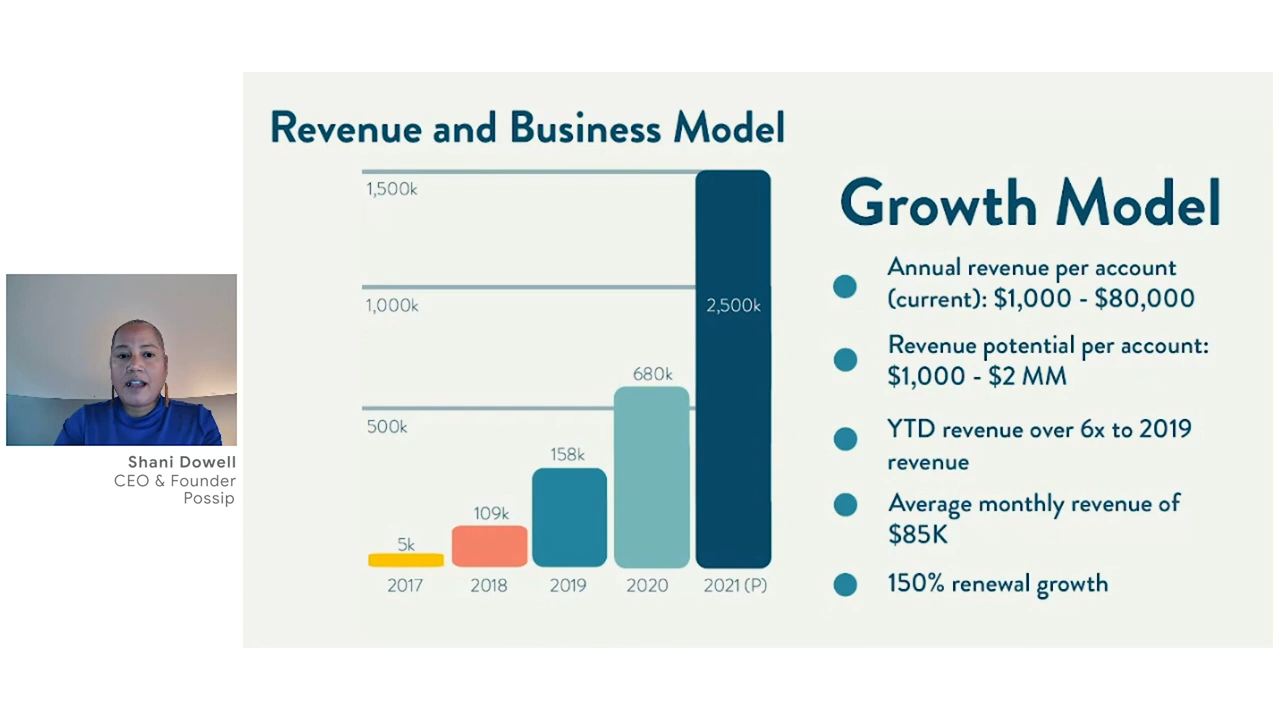 Revenue and Business Model
1,500k
1,000k
500k
5k
109k
158k
680k
2,500k
2017
2018
2019
2020
2021 (P)
Growth Model
Annual revenue per account
(current): $1,000 - $80,000
Revenue potential per account:
$1,000 - $2 MM
YTD revenue over 6x to 2019
revenue
Average monthly revenue of
$85K
150% renewal growth
Shani Dowell
CEO & Founder
Possip